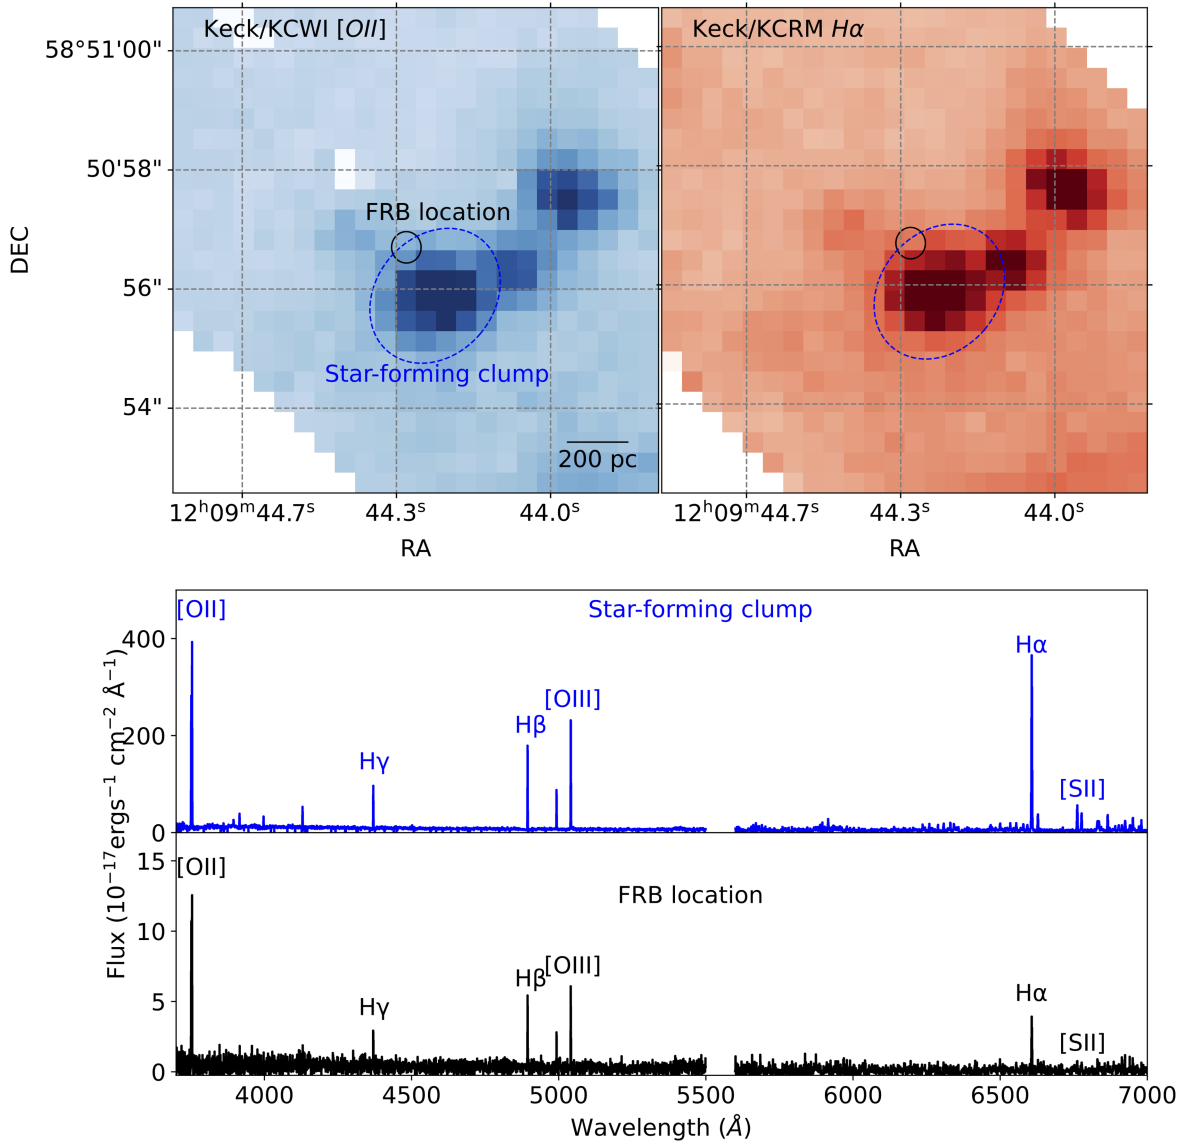 Keck/KCWI [OII]
Keck/KCRM Hα
58°51'00"
50'58"
56"
54"
DEC
FRB location
Star-forming clump
200 pc
12ʰ09ᵐ44.7ˢ
44.3ˢ
44.0ˢ
12ʰ09ᵐ44.7ˢ
44.3ˢ
44.0ˢ
RA
RA
[OII]
Star-forming clump
Hα
[OIII]
Hβ
Hγ
[SII]
400
200
0
Flux (10⁻¹⁷ergs⁻¹ cm⁻² Å⁻¹)
15
10
5
0
[OII]
FRB location
Hβ
[OIII]
Hγ
Hα
[SII]
4000
4500
5000
5500
6000
6500
7000
Wavelength (Å)